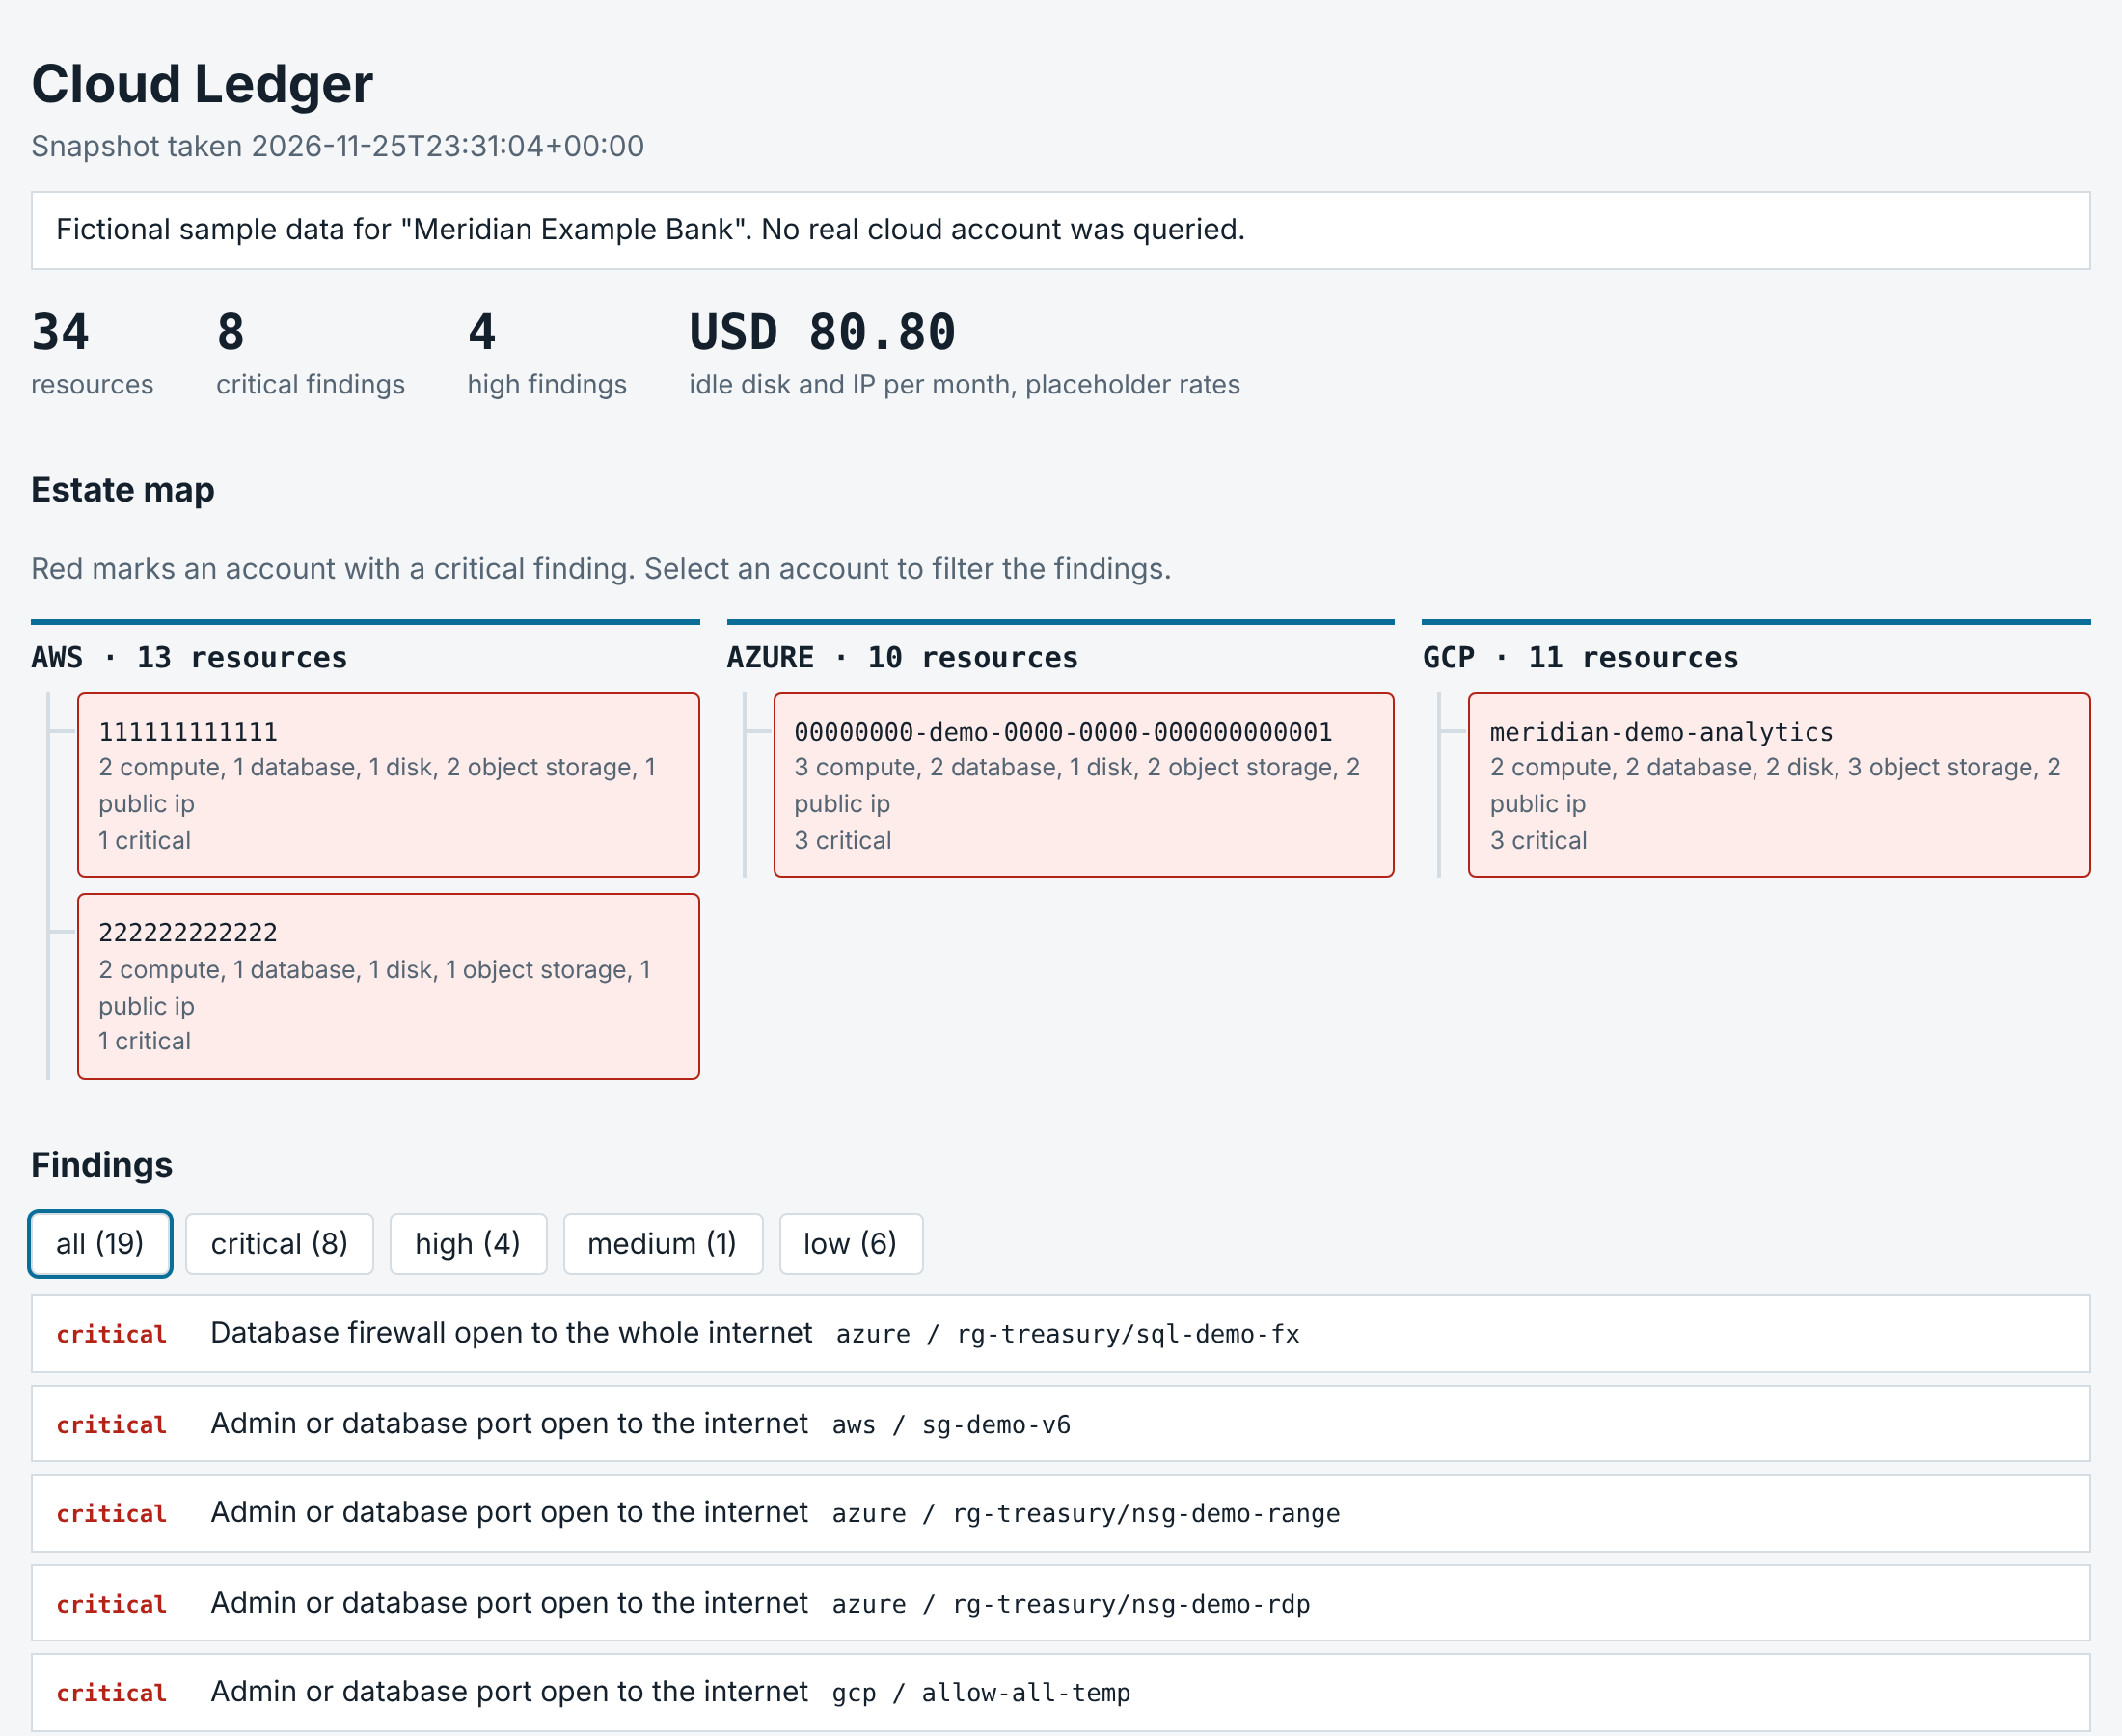 Cloud Ledger
Snapshot taken 2026-11-25T23:31:04+00:00
Fictional sample data for "Meridian Example Bank". No real cloud account was queried.
34
resources
8
critical findings
4
high findings
USD 80.80
idle disk and IP per month, placeholder rates
Estate map
Red marks an account with a critical finding. Select an account to filter the findings.
AWS · 13 resources
111111111111
2 compute, 1 database, 1 disk, 2 object storage, 1
public ip
1 critical
222222222222
2 compute, 1 database, 1 disk, 1 object storage, 1
public ip
1 critical
AZURE · 10 resources
00000000-demo-0000-0000-000000000001
3 compute, 2 database, 1 disk, 2 object storage, 2
public ip
3 critical
GCP · 11 resources
meridian-demo-analytics
2 compute, 2 database, 2 disk, 3 object storage, 2
public ip
3 critical
Findings
all (19)
critical (8)
high (4)
medium (1)
low (6)
critical Database firewall open to the whole internet azure / rg-treasury/sql-demo-fx
critical Admin or database port open to the internet aws / sg-demo-v6
critical Admin or database port open to the internet azure / rg-treasury/nsg-demo-range
critical Admin or database port open to the internet azure / rg-treasury/nsg-demo-rdp
critical Admin or database port open to the internet gcp / allow-all-temp